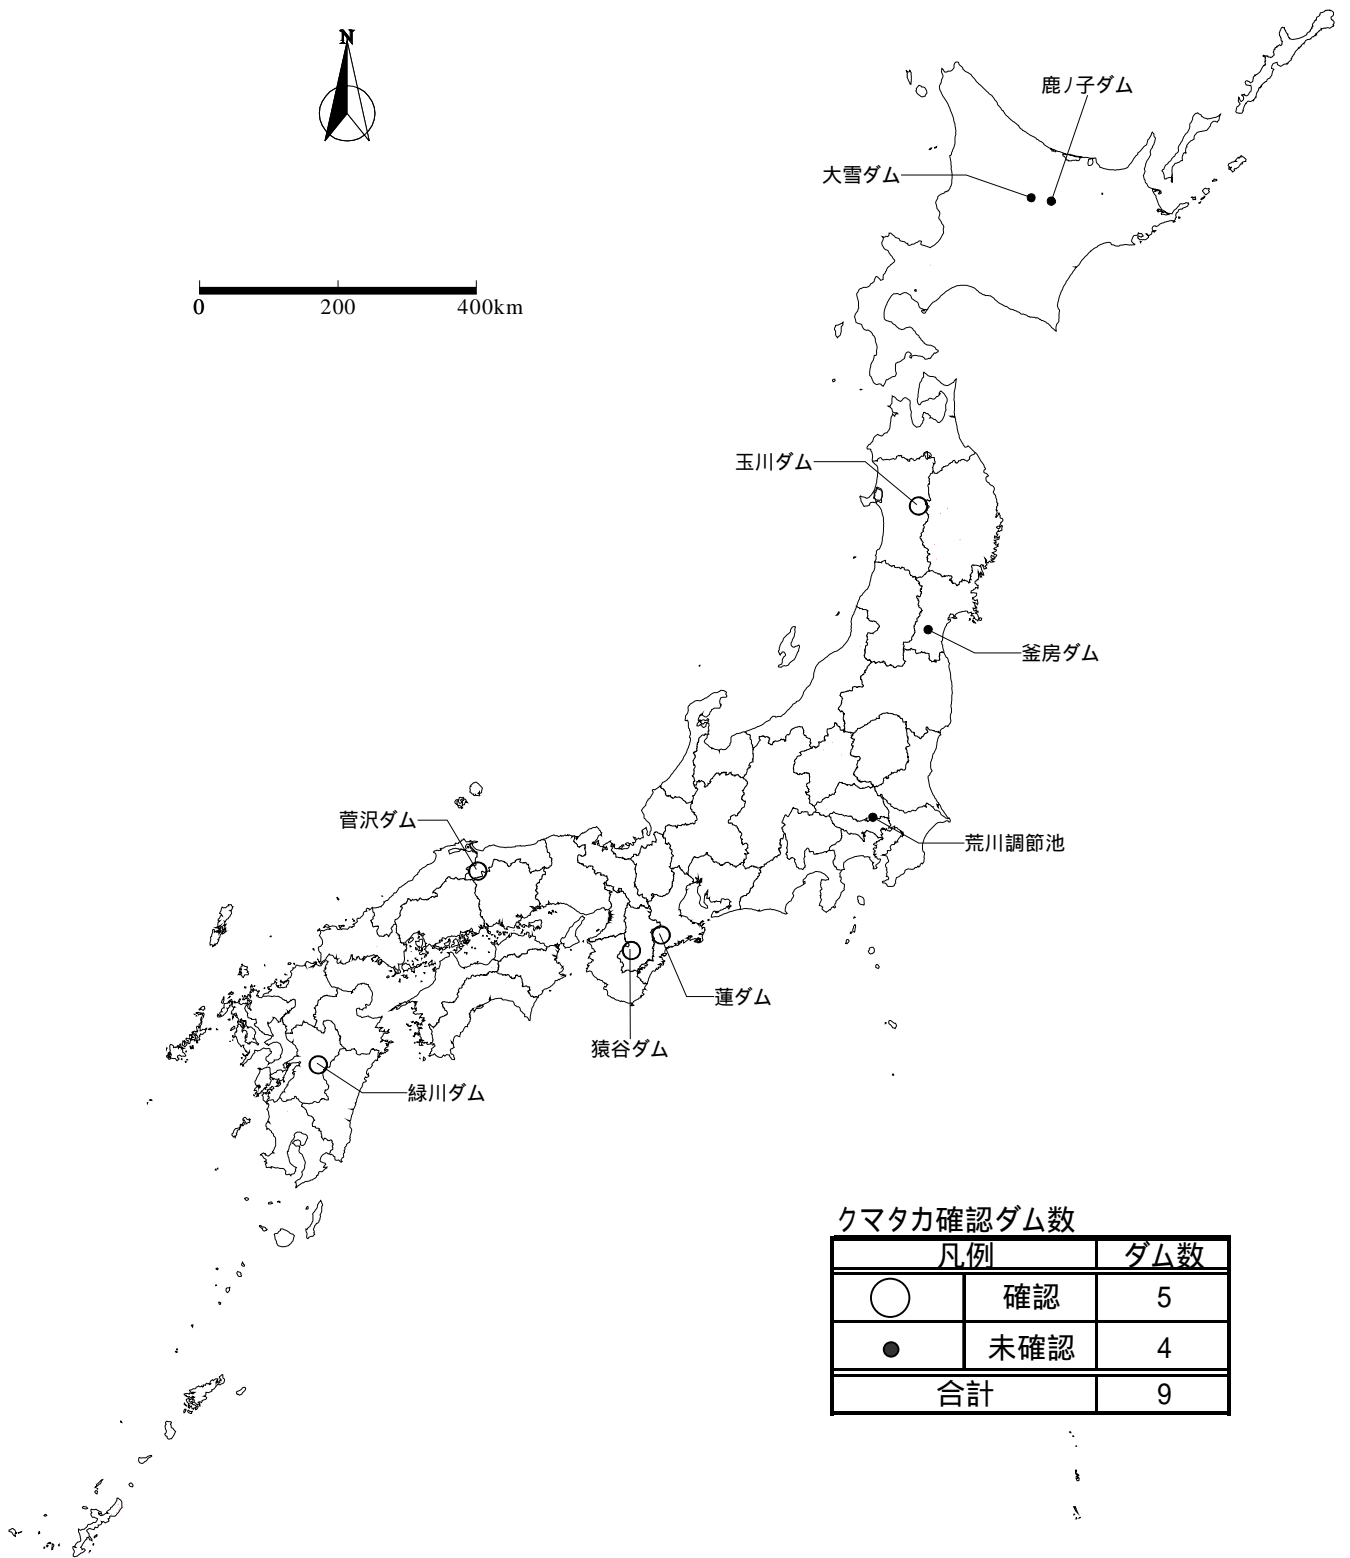 N
鹿ノ子ダム
大雪ダム
0 200 400km
玉川ダム
釜房ダム
菅沢ダム
荒川調節池
蓮ダム
猿谷ダム
緑川ダム
クマタカ確認ダム数
凡例 ダム数
確認 5
未確認 4
合計 9